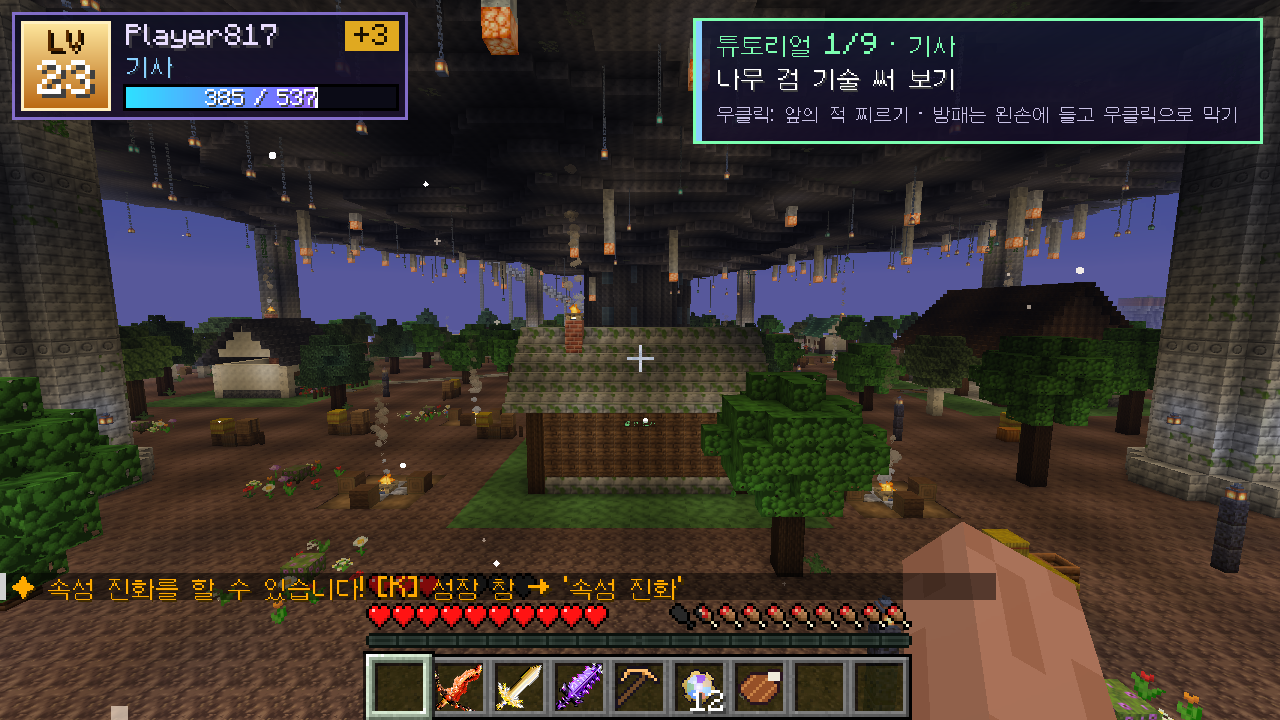 LV
23
Player817
+3
기사
385 / 537
튜토리얼 1/9 · 기사
나무 검 기술 써 보기
우클릭: 앞의 적 찌르기 · 방패는 왼손에 들고 우클릭으로 막기
✦ 속성 진화를 할 수 있습니다! [K] 성장 창 → '속성 진화'
12